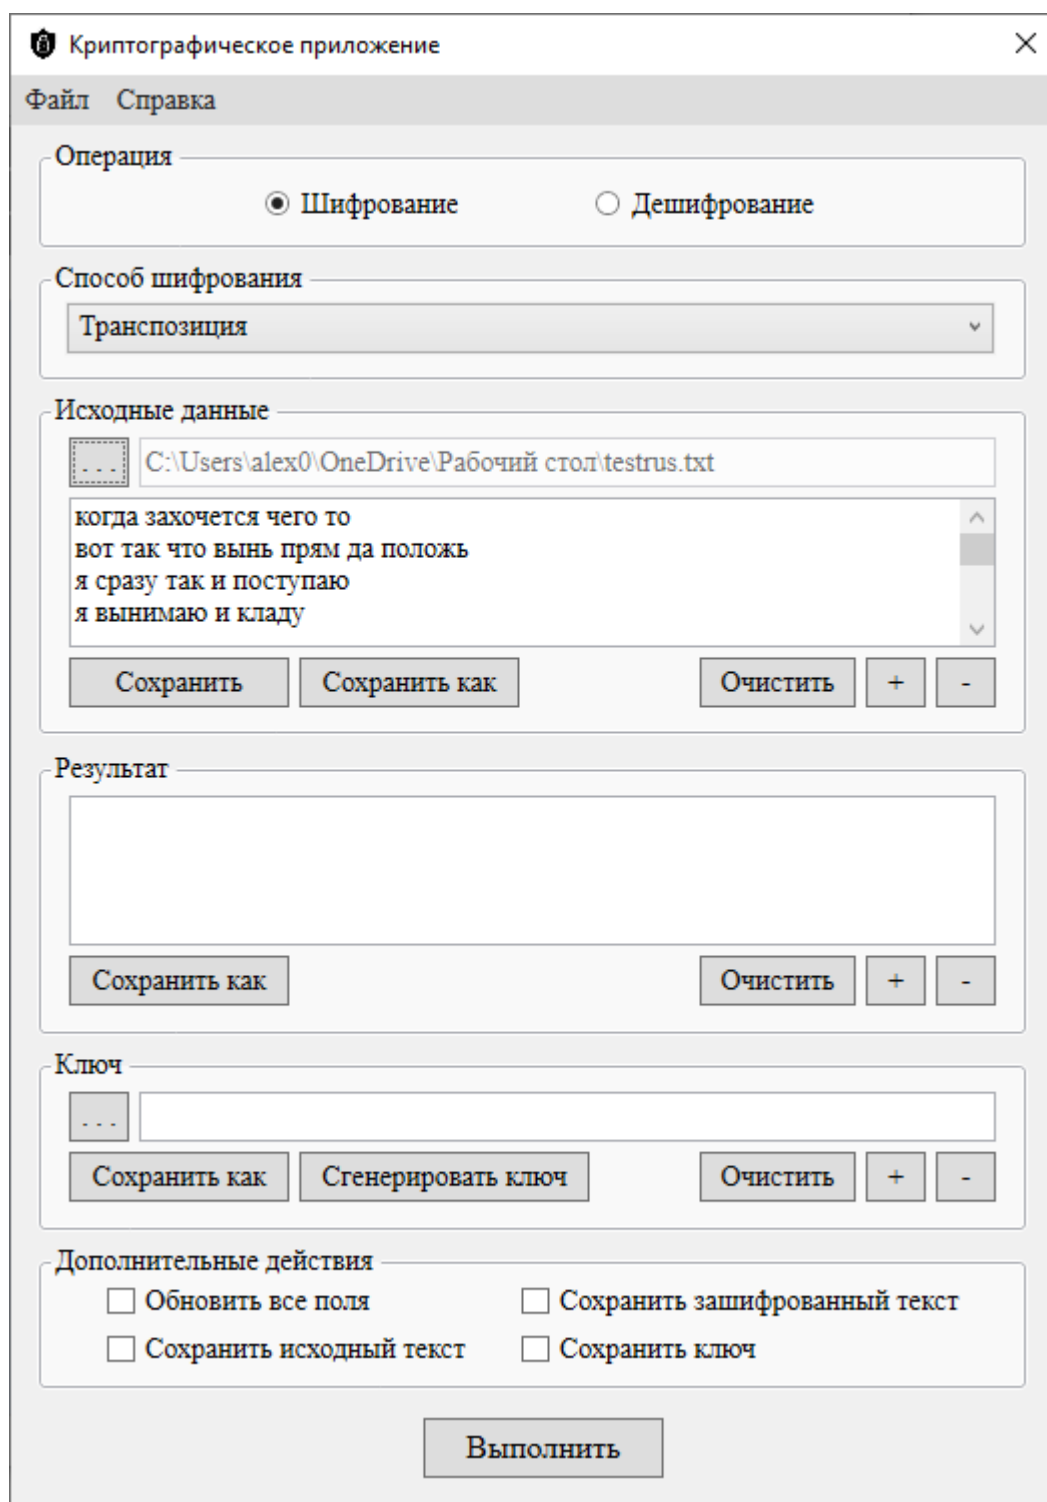 Криптографическое приложение
Файл Справка
Операция
Шифрование Дешифрование
Способ шифрования
Транспозиция
Исходные данные
... C:\Users\alex0\OneDrive\Рабочий стол\testrus.txt
когда захочется чего то
вот так что вынь прям да положь
я сразу так и поступаю
я вынимаю и кладу
Сохранить Сохранить как Очистить + -
Результат
Сохранить как Очистить + -
Ключ
...
Сохранить как Сгенерировать ключ Очистить + -
Дополнительные действия
Обновить все поля Сохранить зашифрованный текст
Сохранить исходный текст Сохранить ключ
Выполнить